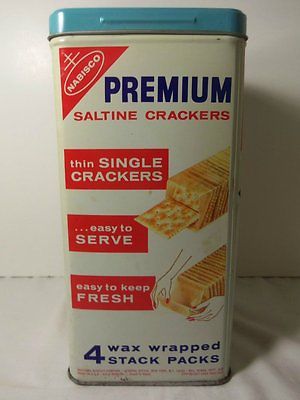 NABISCO
PREMIUM
SALTINE CRACKERS
thin SINGLE
CRACKERS
...easy to
SERVE
easy to keep
FRESH
4 wax wrapped
STACK PACKS